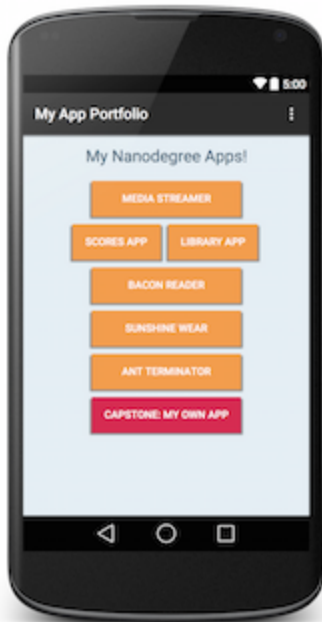 5:00
My App Portfolio
My Nanodegree Apps!
MEDIA STREAMER
SCORES APP LIBRARY APP
BACON READER
SUNSHINE WEAR
ANT TERMINATOR
CAPSTONE: MY OWN APP